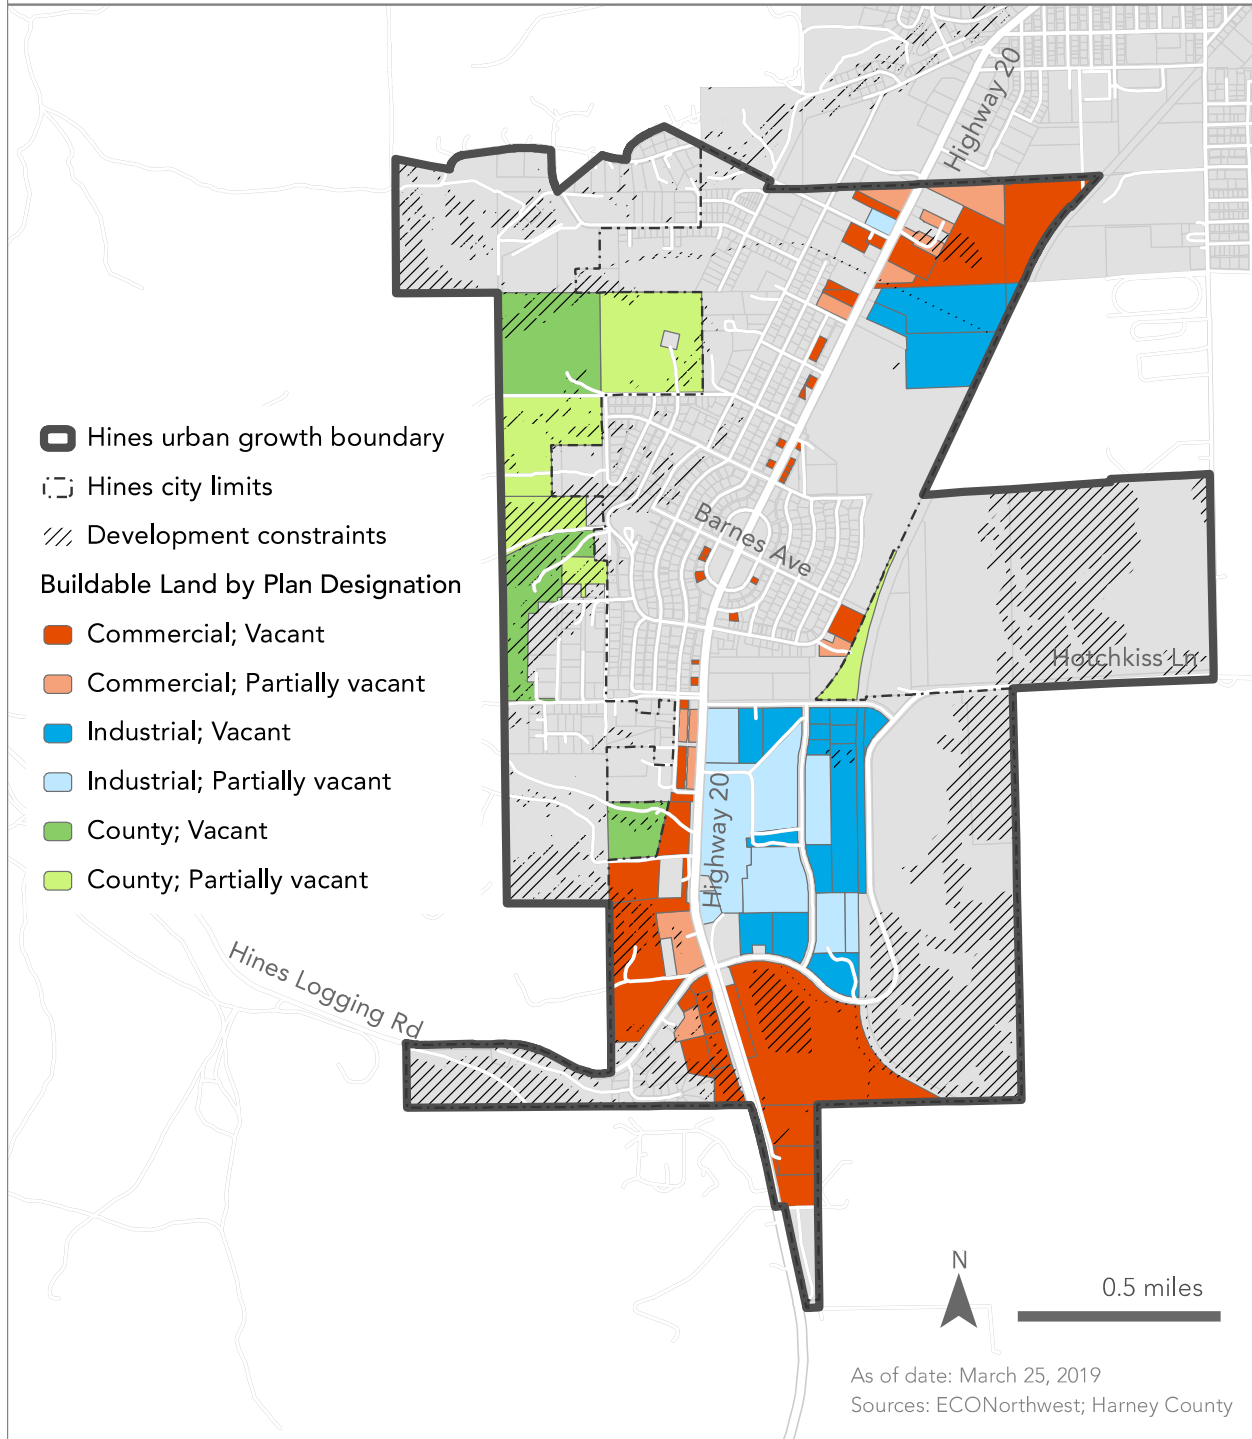 Highway 20
Hines urban growth boundary
Hines city limits
Development constraints
Buildable Land by Plan Designation
Commercial; Vacant
Commercial; Partially vacant
Industrial; Vacant
Industrial; Partially vacant
County; Vacant
County; Partially vacant
Barnes Ave
Hotchkiss Ln
Highway 20
Hines Logging Rd
N
0.5 miles
As of date: March 25, 2019
Sources: ECONorthwest; Harney County